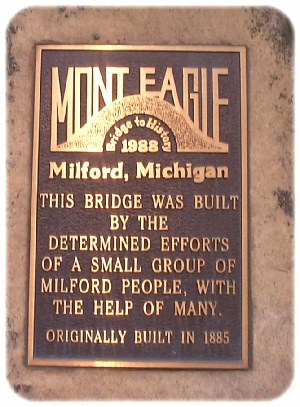 MONT EAGLE
Bridge to History
1988
Milford, Michigan
THIS BRIDGE WAS BUILT
BY THE
DETERMINED EFFORTS
OF A SMALL GROUP OF
MILFORD PEOPLE, WITH
THE HELP OF MANY.
ORIGINALLY BUILT IN 1885